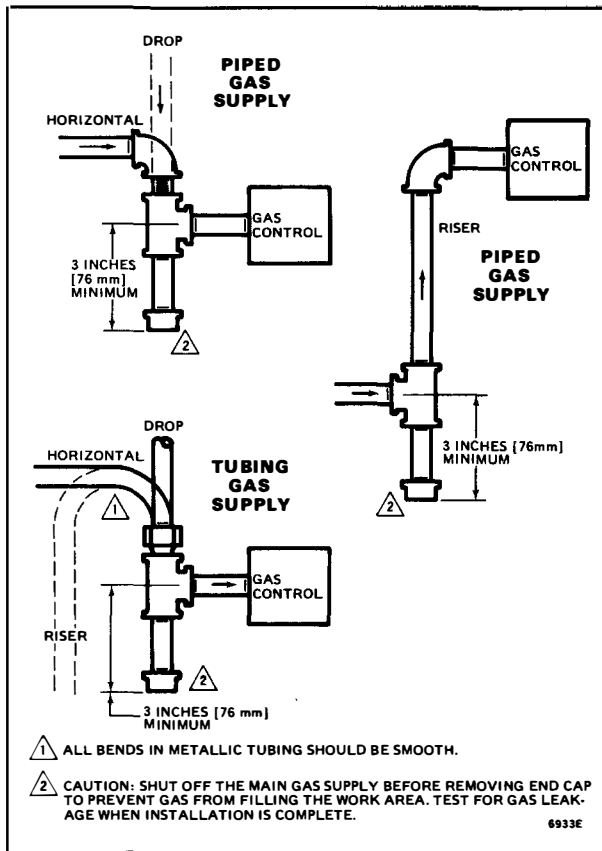 DROP
PIPED
GAS
SUPPLY
HORIZONTAL
GAS
CONTROL
3 INCHES
[76 mm]
MINIMUM
2
GAS
CONTROL
RISER
PIPED
GAS
SUPPLY
3 INCHES [76mm]
MINIMUM
2
DROP
HORIZONTAL
TUBING
GAS
SUPPLY
1
GAS
CONTROL
RISER
2
3 INCHES [76 mm]
MINIMUM
1 ALL BENDS IN METALLIC TUBING SHOULD BE SMOOTH.
2 CAUTION: SHUT OFF THE MAIN GAS SUPPLY BEFORE REMOVING END CAP
TO PREVENT GAS FROM FILLING THE WORK AREA. TEST FOR GAS LEAK-
AGE WHEN INSTALLATION IS COMPLETE.
6933E